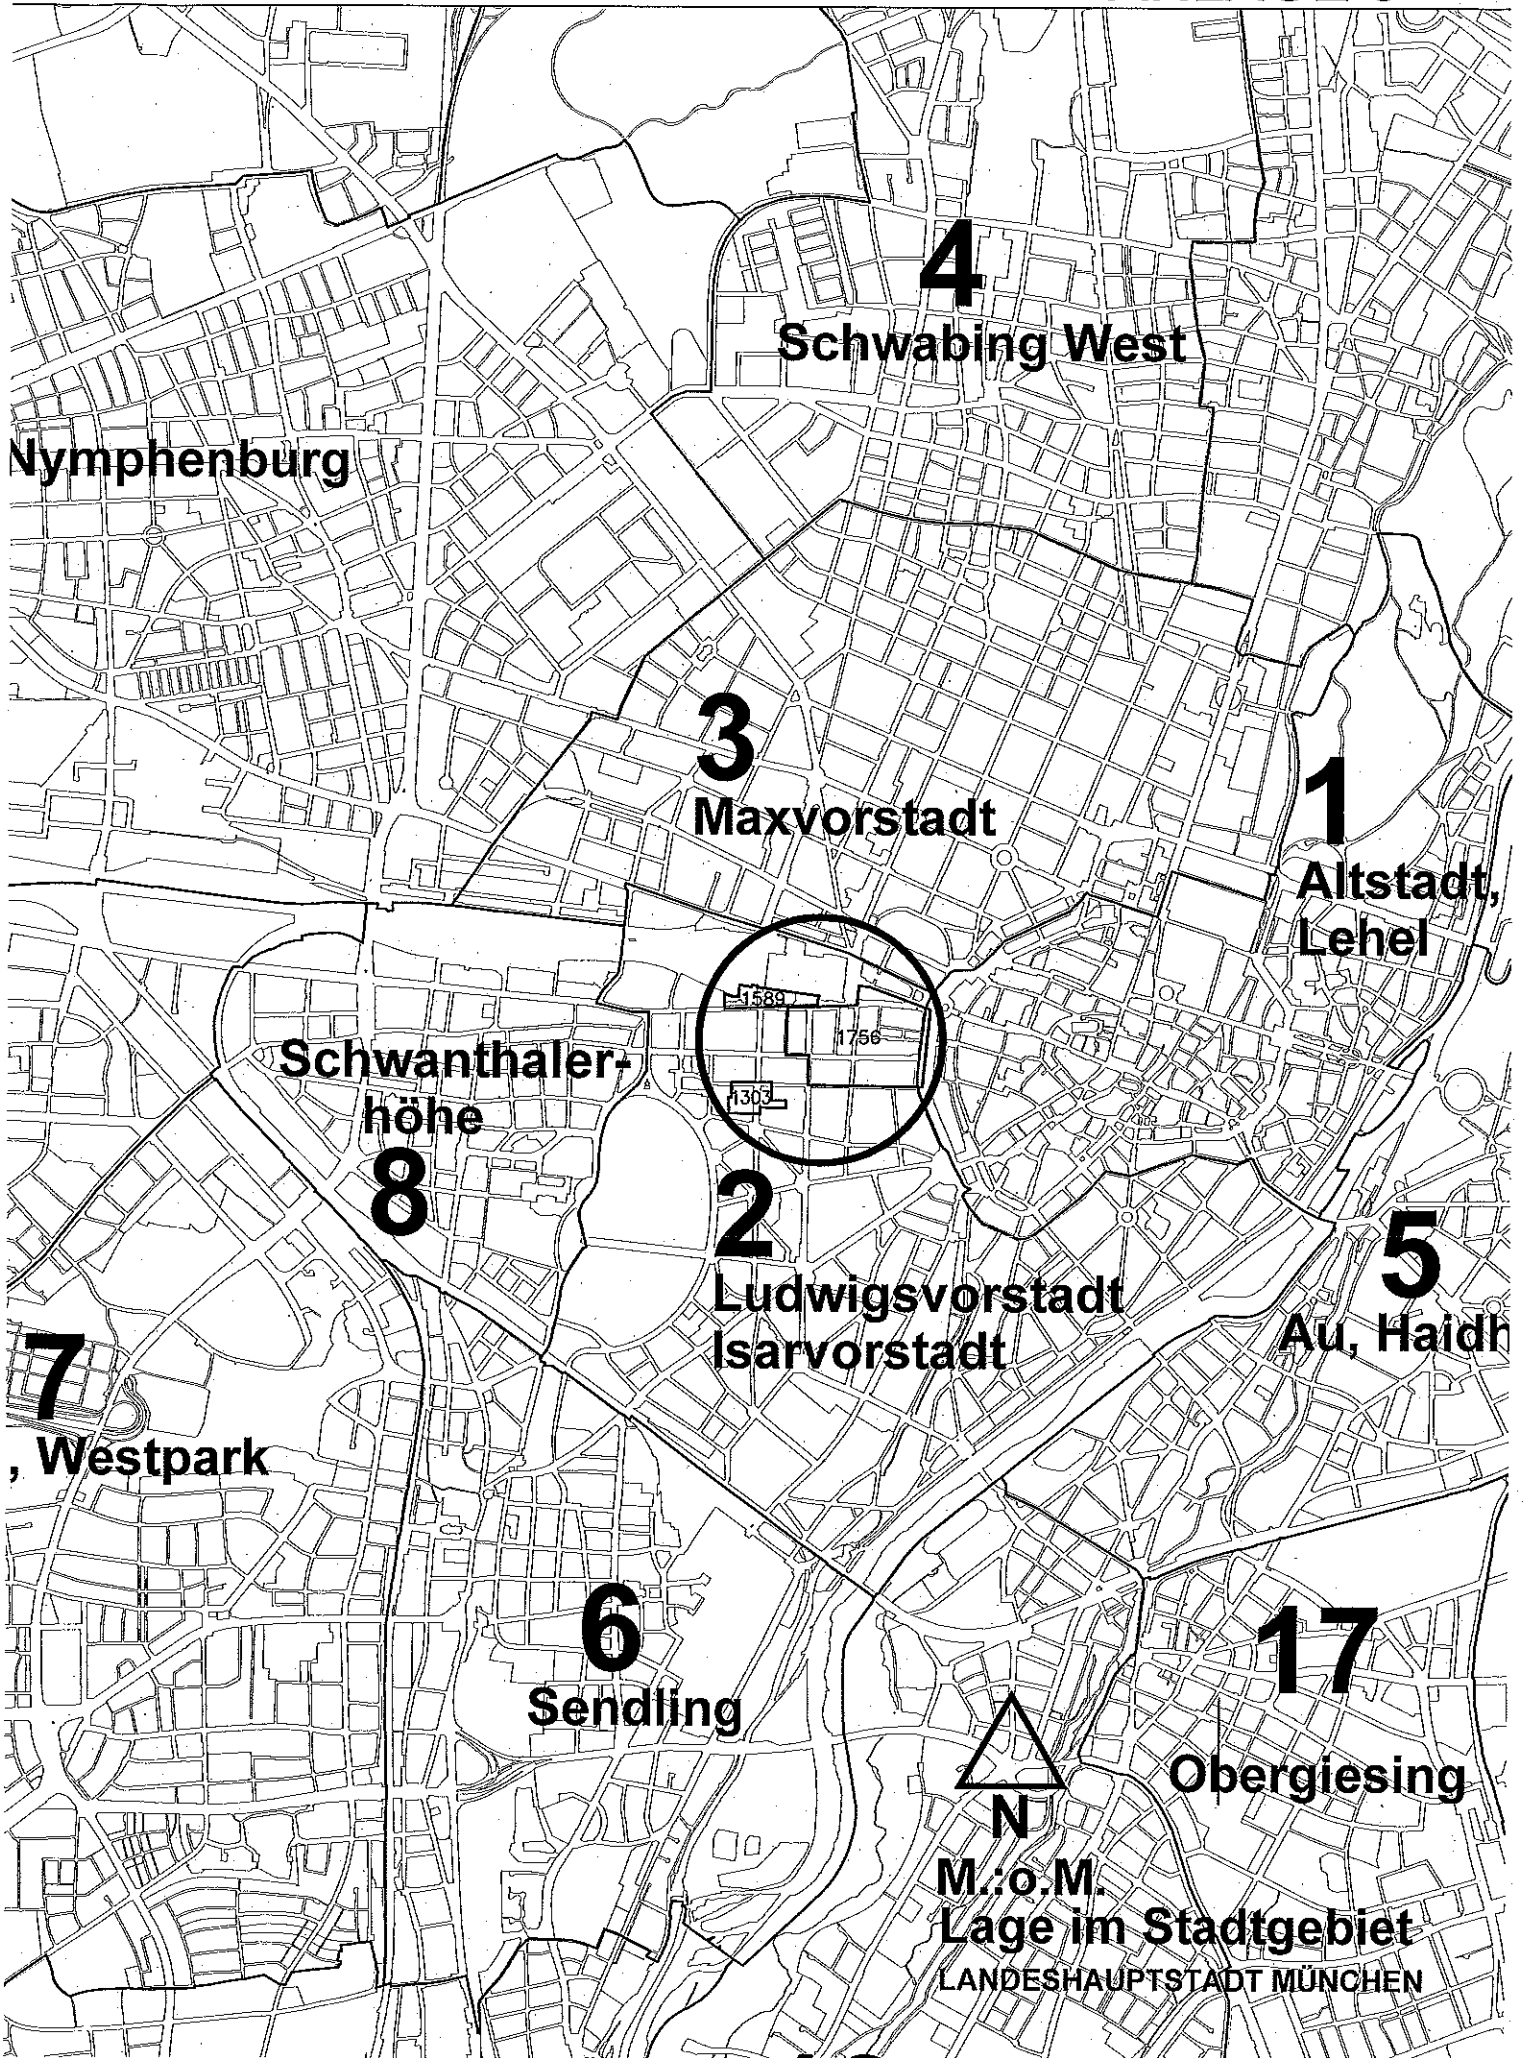 4
Schwabing West
Nymphenburg
3
Maxvorstadt
1
Altstadt,
Lehel
1589
1756
1303
Schwanthaler-
höhe
8
2
Ludwigsvorstadt
Isarvorstadt
5
Au, Haidh
7
, Westpark
6
Sendling
17
Obergiesing
N
M.:o.M.
Lage im Stadtgebiet
LANDESHAUPTSTADT MÜNCHEN